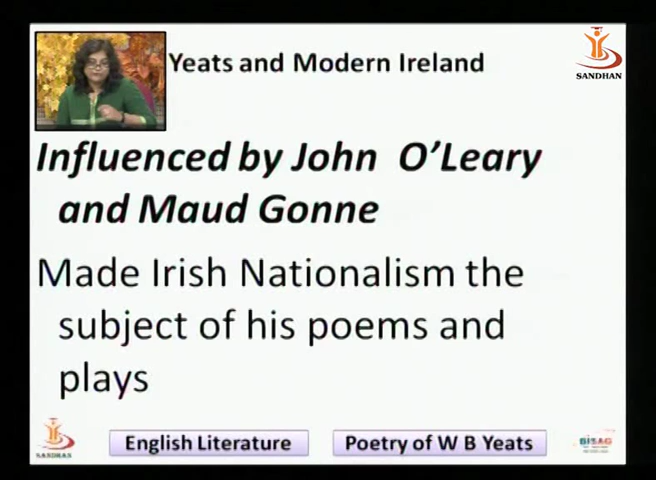 Yeats and Modern Ireland
SANDHAN
Influenced by John O'Leary
and Maud Gonne
Made Irish Nationalism the
subject of his poems and
plays
SANDHAN
English Literature
Poetry of W B Yeats
BISAG